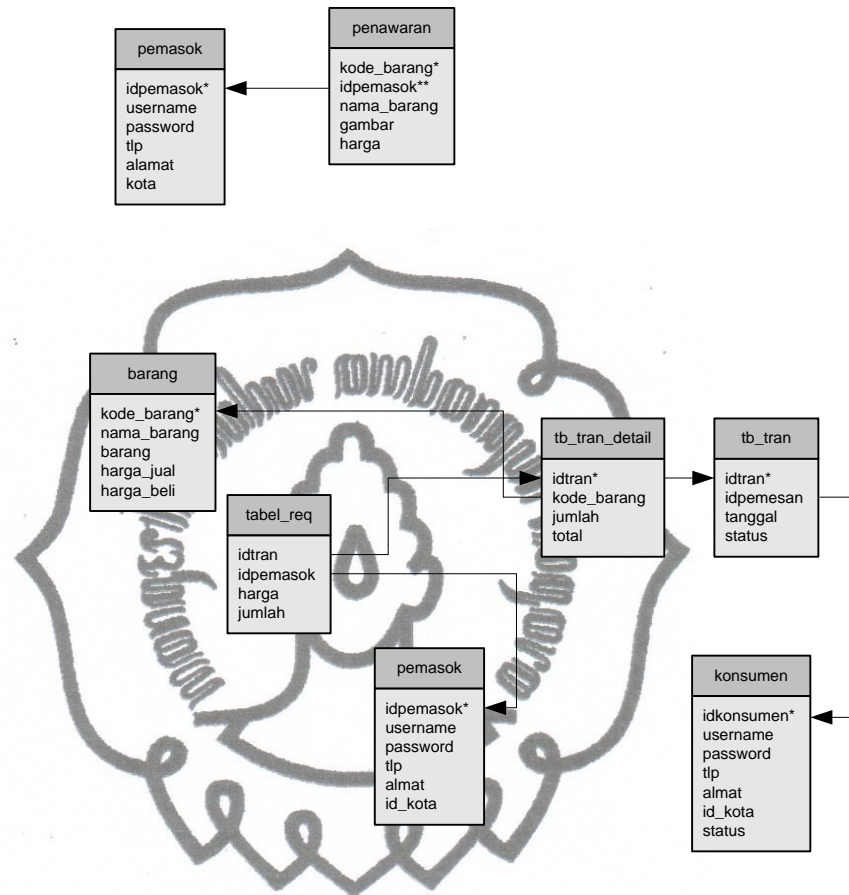 pemasok
idpemasok*
username
password
tlp
alamat
kota
penawaran
kode_barang*
idpemasok**
nama_barang
gambar
harga
barang
kode_barang*
nama_barang
barang
harga_jual
harga_beli
tabel_req
idtran
idpemasok
harga
jumlah
tb_tran_detail
idtran*
kode_barang
jumlah
total
tb_tran
idtran*
idpemesan
tanggal
status
pemasok
idpemasok*
username
password
tlp
almat
id_kota
konsumen
idkonsumen*
username
password
tlp
almat
id_kota
status